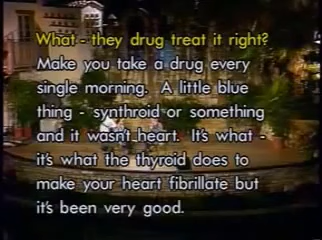 What - they drug treat it right?
Make you take a drug every
single morning. A little blue
thing - synthroid or something
and it wasn't heart. It's what -
it's what the thyroid does to
make your heart fibrillate but
it's been very good.